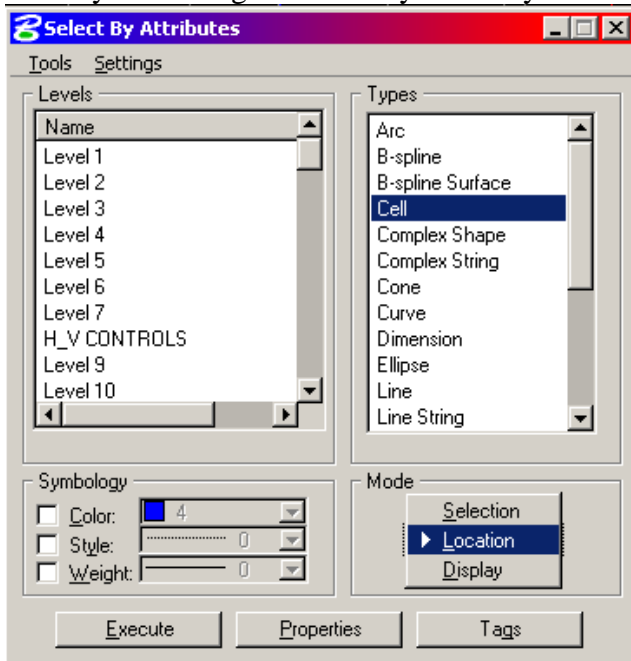 Select By Attributes
Tools Settings
Levels
Name
Level 1
Level 2
Level 3
Level 4
Level 5
Level 6
Level 7
H_V CONTROLS
Level 9
Level 10
Types
Arc
B-spline
B-spline Surface
Cell
Complex Shape
Complex String
Cone
Curve
Dimension
Ellipse
Line
Line String
Symbology
Color: 4
Style: 0
Weight: 0
Mode
Selection
Location
Display
Execute Properties Tags